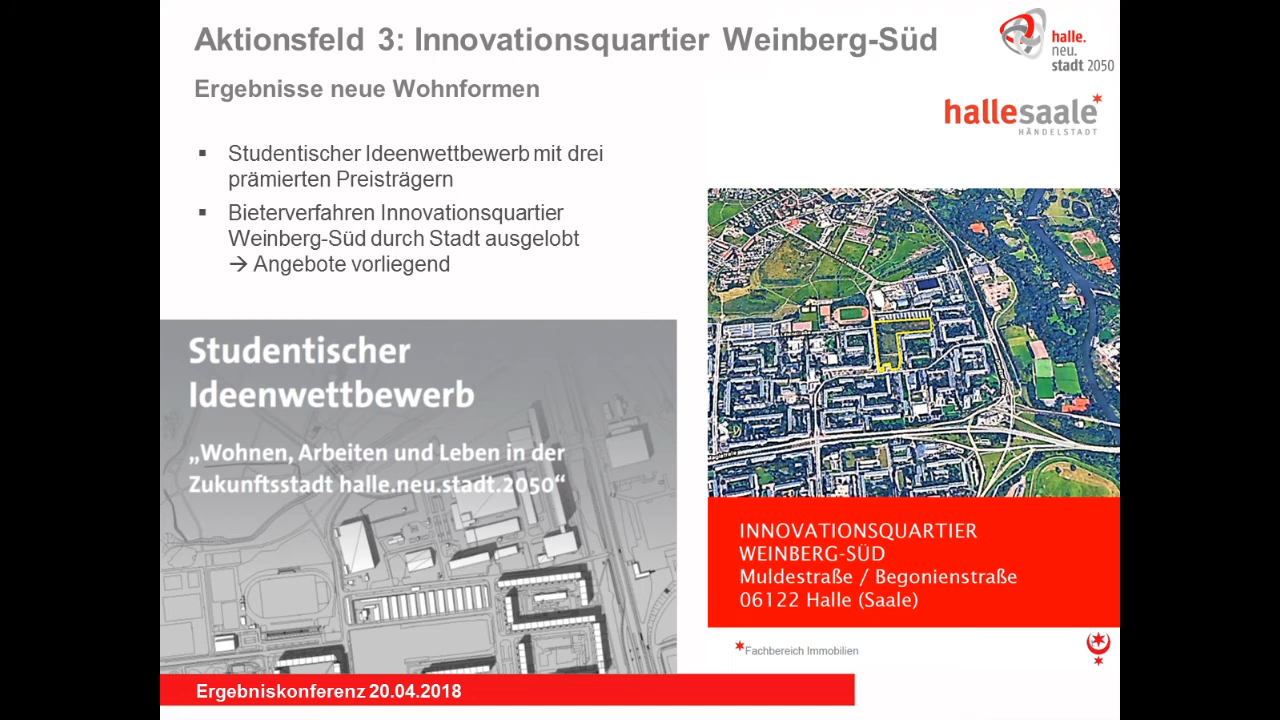 Aktionsfeld 3: Innovationsquartier Weinberg-Süd
halle.
neu.
stadt 2050
Ergebnisse neue Wohnformen
hallesaale*
HÄNDELSTADT
▪ Studentischer Ideenwettbewerb mit drei
prämierten Preisträgern
▪ Bieterverfahren Innovationsquartier
Weinberg-Süd durch Stadt ausgelobt
→ Angebote vorliegend
Studentischer
Ideenwettbewerb
„Wohnen, Arbeiten und Leben in der
Zukunftsstadt halle.neu.stadt.2050“
INNOVATIONSQUARTIER
WEINBERG-SÜD
Muldestraße / Begonienstraße
06122 Halle (Saale)
*Fachbereich Immobilien
Ergebniskonferenz 20.04.2018